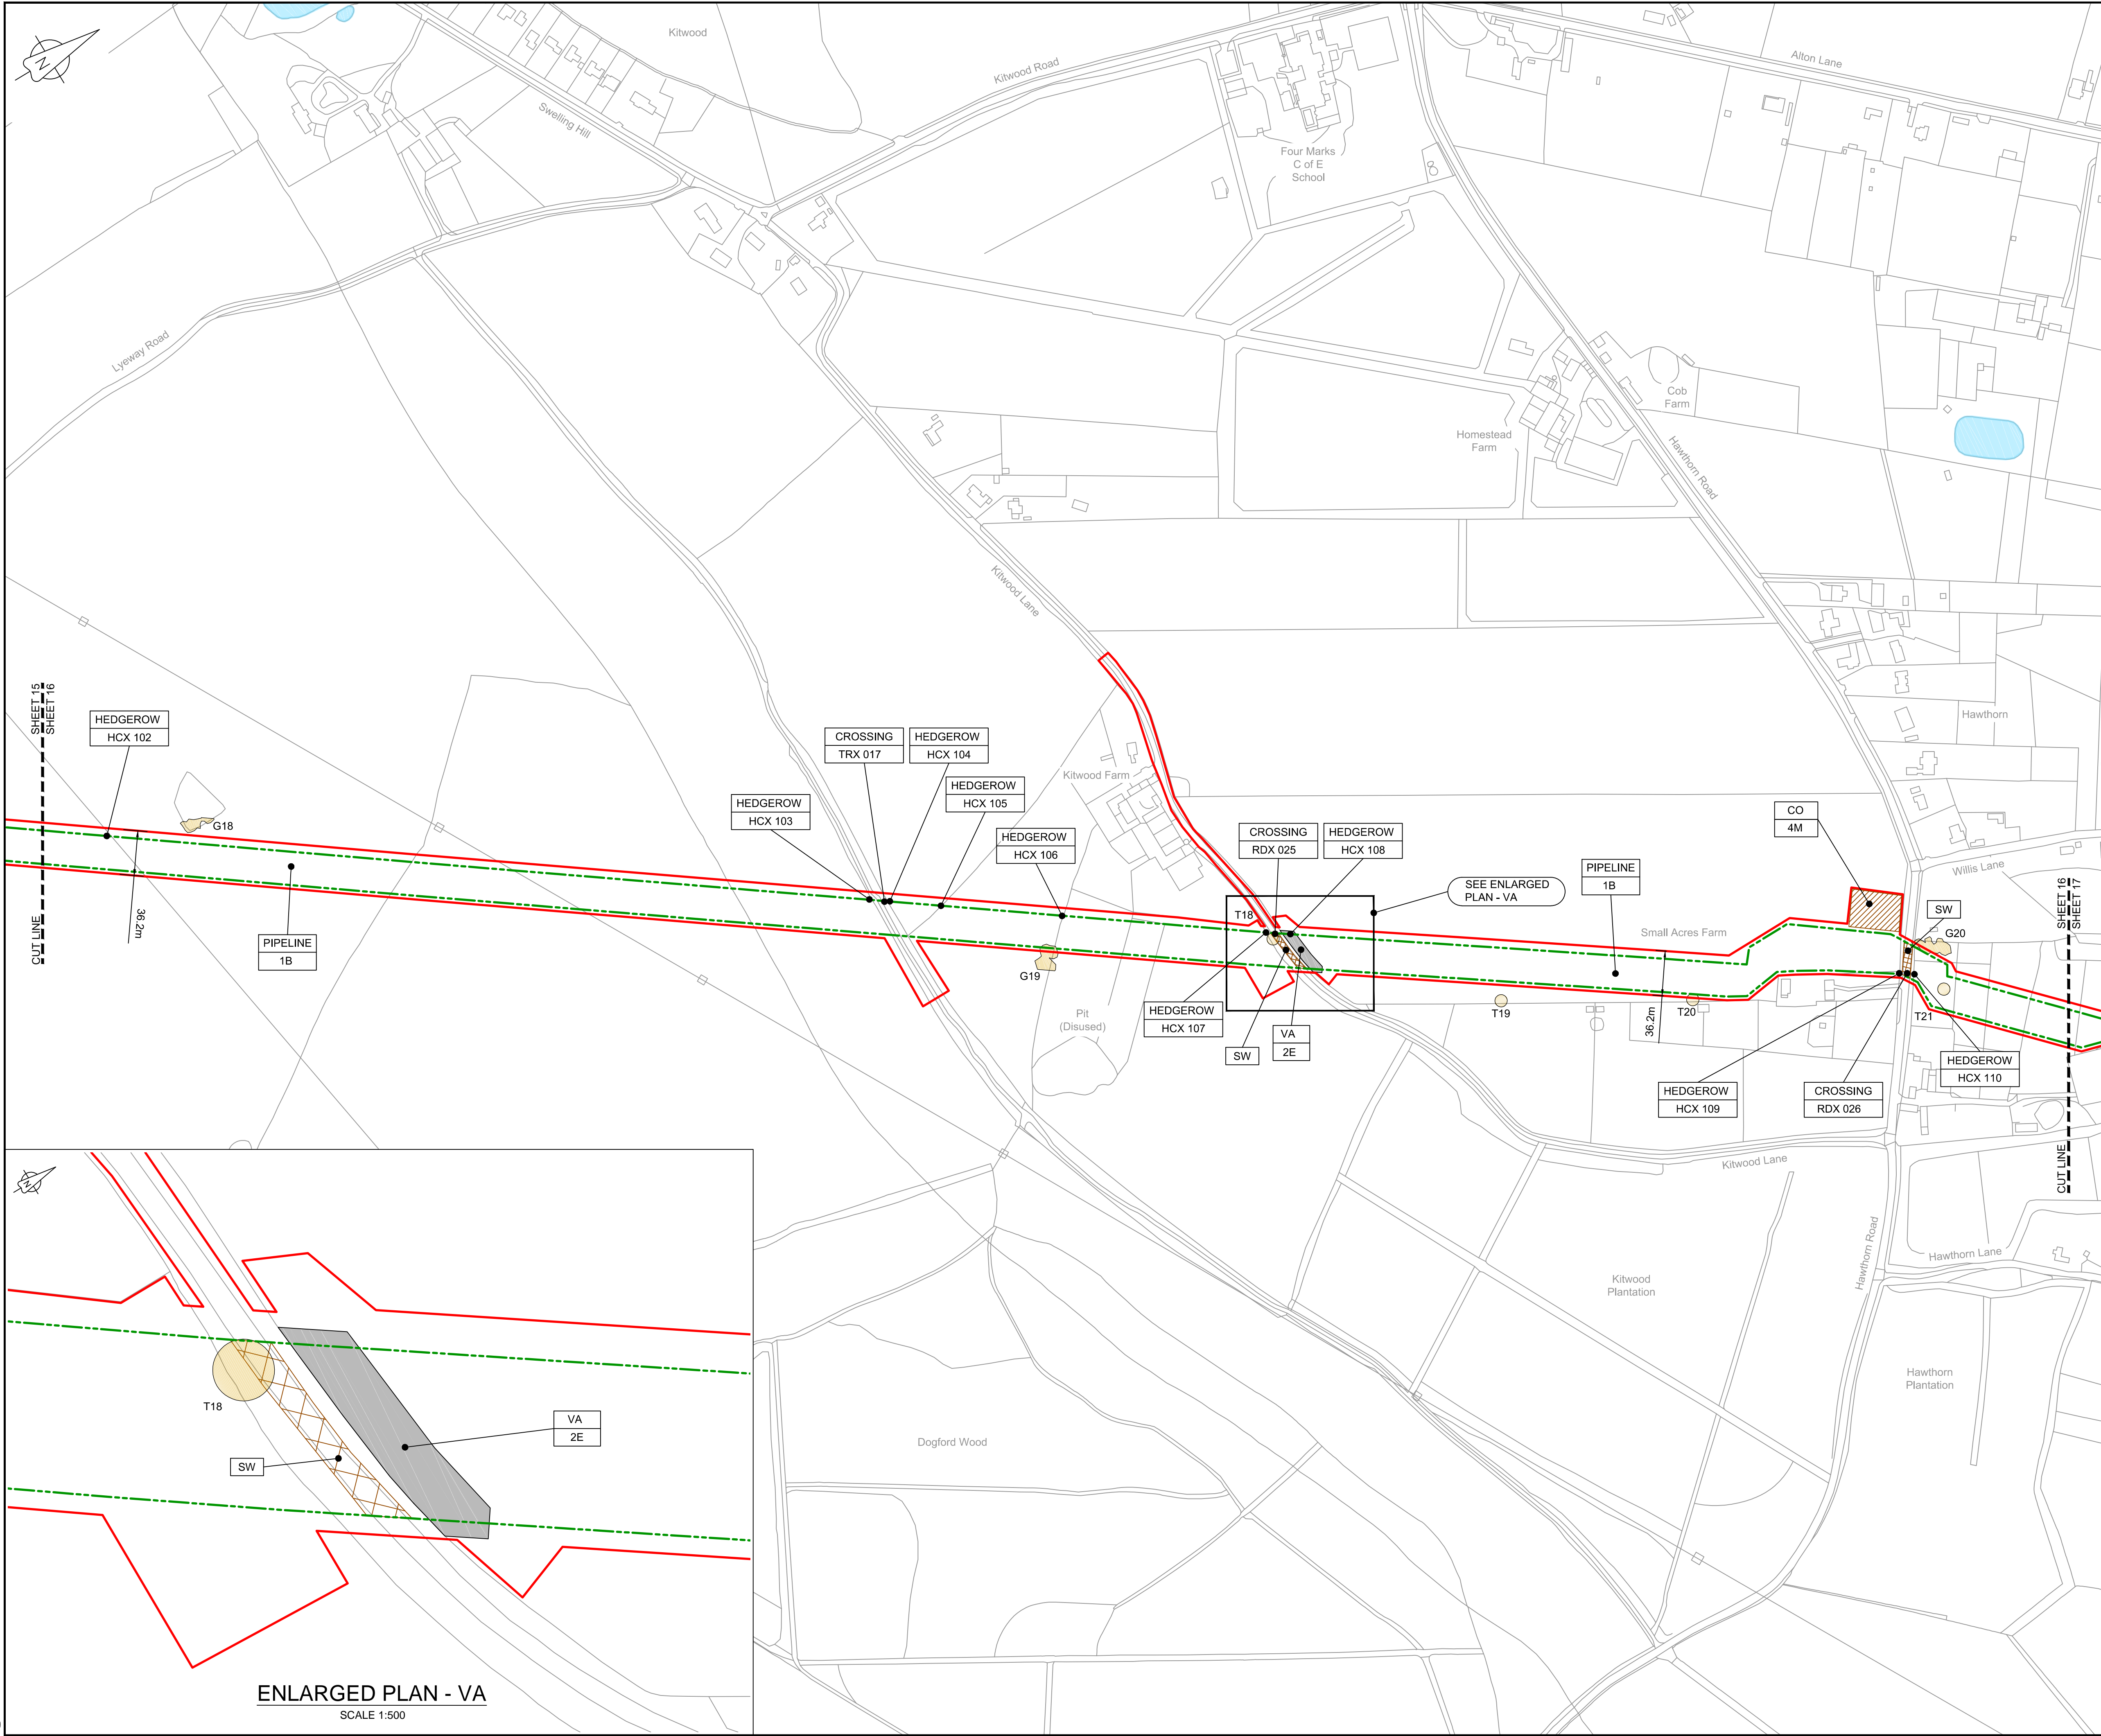 Kitwood
Kitwood Road
Alton Lane
Swelling Hill
Four Marks
C of E
School
Lyeway Road
Cob
Farm
Homestead
Farm
Hawthorn Road
Kitwood Lane
Hawthorn
SHEET 15
SHEET 16
CUT LINE
HEDGEROW
HCX 102
G18
36.2m
PIPELINE
1B
HEDGEROW
HCX 103
CROSSING
TRX 017
HEDGEROW
HCX 104
HEDGEROW
HCX 105
HEDGEROW
HCX 106
Kitwood Farm
G19
Pit
(Disused)
CROSSING
RDX 025
HEDGEROW
HCX 108
T18
SEE ENLARGED
PLAN - VA
HEDGEROW
HCX 107
SW
VA
2E
PIPELINE
1B
CO
4M
Small Acres Farm
36.2m
T19
T20
Willis Lane
SW
G20
T21
SHEET 16
SHEET 17
CUT LINE
HEDGEROW
HCX 109
CROSSING
RDX 026
HEDGEROW
HCX 110
Kitwood Lane
Hawthorn Road
Hawthorn Lane
Kitwood
Plantation
Hawthorn
Plantation
Dogford Wood
N
N
T18
SW
VA
2E
ENLARGED PLAN - VA
SCALE 1:500